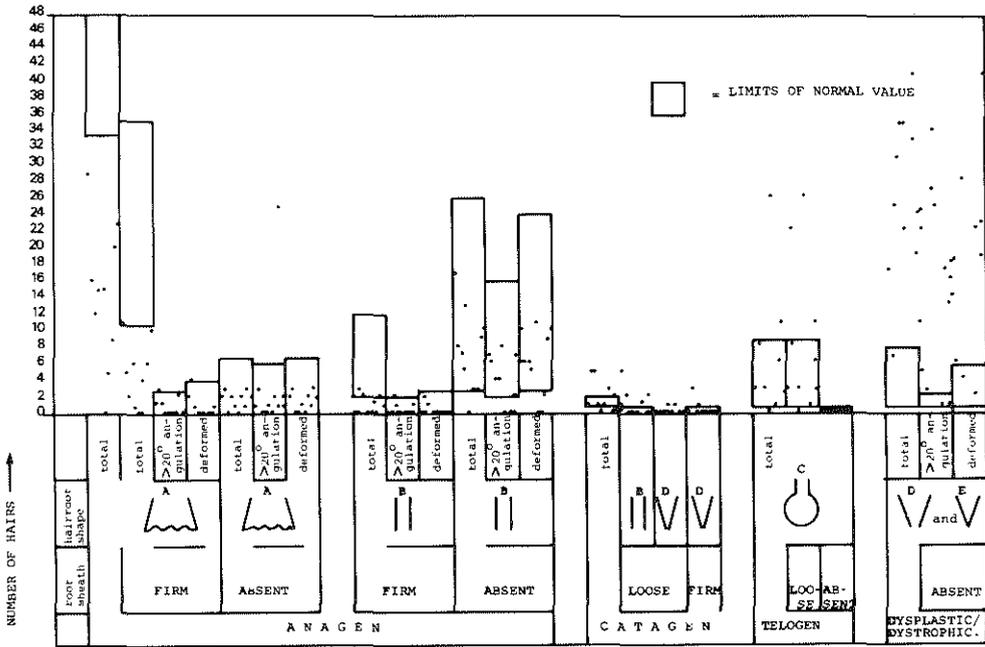 48
46
44
42
40
38
36
34
32
30
28
26
24
22
20
18
16
14
12
10
8
6
4
2
0
NUMBER OF HAIRS
= LIMITS OF NORMAL VALUE
total
total
>20° an-
gulation
deformed
total
>20° an-
gulation
deformed
total
>20° an-
gulation
deformed
total
>20° an-
gulation
deformed
total
total
total
>20° an-
gulation
deformed
hairroot
shape
A
A
B
B
B D D
C
D and E
root
sheath
FIRM
ABSENT
FIRM
ABSENT
LOOSE
FIRM
LOO-
SE
AB-
SENT
ABSENT
ANAGEN
CATAGEN
TELOGEN
DYSPLASTIC/
DYSTROPHIC.